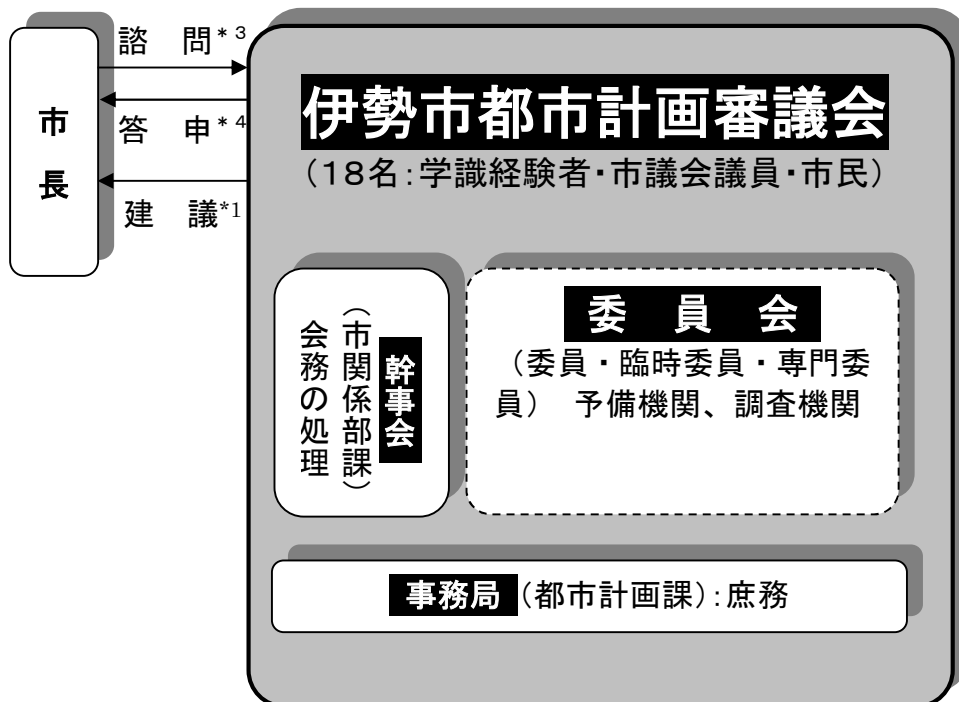 市
長
諮 問*3
答 申*4
建 議*1
伊勢市都市計画審議会
(18名:学識経験者・市議会議員・市民)
幹事会
(市関係部課)
会務の処理
委 員 会
(委員・臨時委員・専門委
員) 予備機関、調査機関
事務局 (都市計画課):庶務